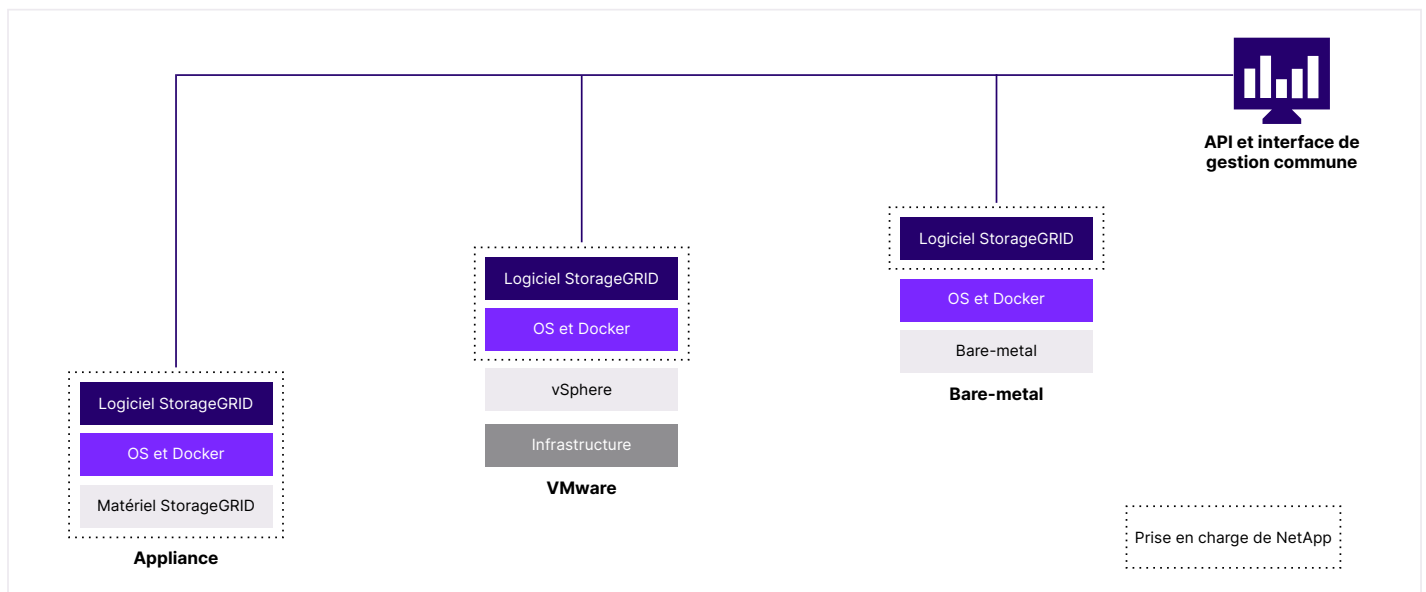 API et interface de
gestion commune
Logiciel StorageGRID
OS et Docker
Matériel StorageGRID
Appliance
Logiciel StorageGRID
OS et Docker
vSphere
Infrastructure
VMware
Logiciel StorageGRID
OS et Docker
Bare-metal
Bare-metal
Prise en charge de NetApp